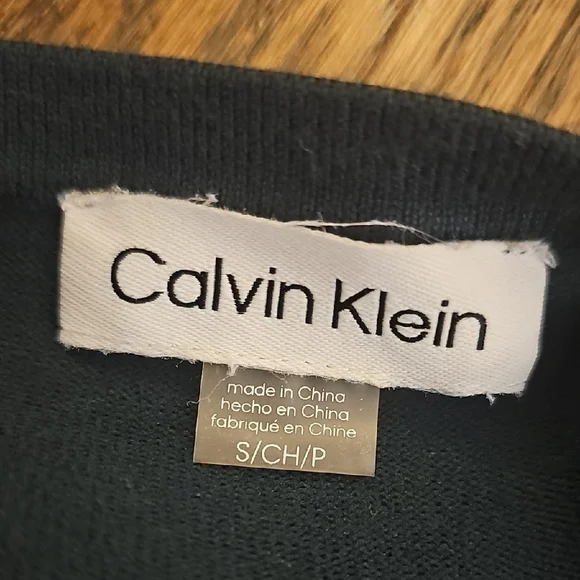 Calvin Klein
made in China
hecho en China
fabriqué en Chine
S/CH/P